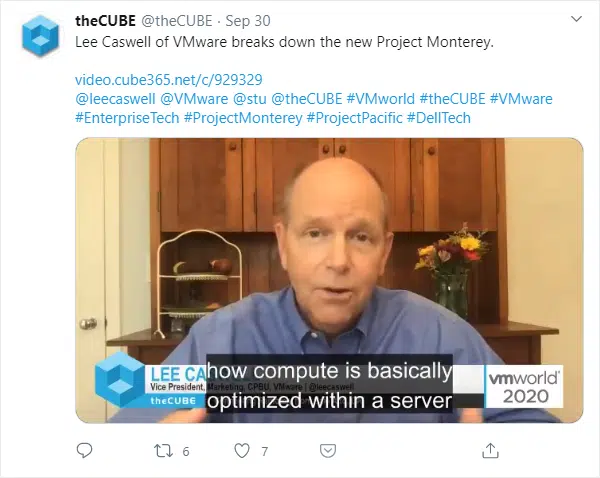 theCUBE @theCUBE · Sep 30
Lee Caswell of VMware breaks down the new Project Monterey.
video.cube365.net/c/929329
@leecaswell @VMware @stu @theCUBE #VMworld #theCUBE #VMware
#EnterpriseTech #ProjectMonterey #ProjectPacific #DellTech
LEE CA
how compute is basically
Vice President, Marketing, CPBU, VMware | @leecaswell
theCUBE
optimized within a server
vmworld®
2020
6
7